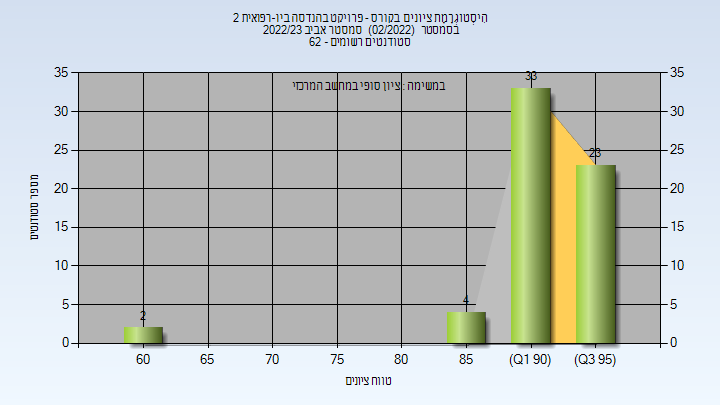 היסטוגרמת ציונים בקורס - פרויקט בהנדסה ביו-רפואית 2
בסמסטר (02/2022) סמסטר אביב 2022/23
סטודנטים רשומים - 62
במשימה : ציון סופי במחשב המרכזי
מספר סטודנטים
35 35
30 30
25 25
20 20
15 15
10 10
5 5
0 0
2 4 33 23
60 65 70 75 80 85 (Q1 90) (Q3 95)
טווח ציונים